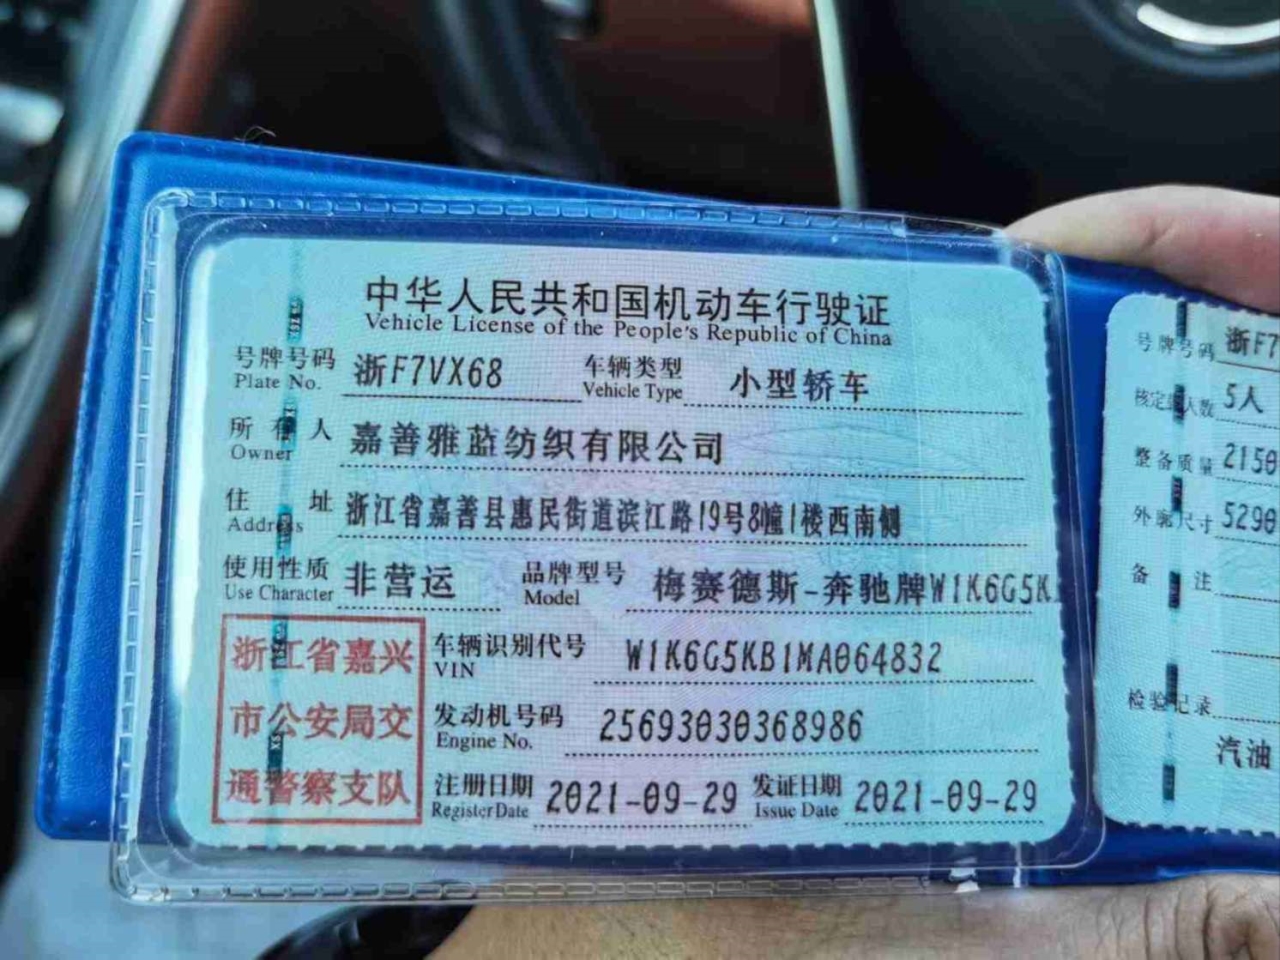 中华人民共和国机动车行驶证
Vehicle License of the People's Republic of China
号牌号码 浙F7VX68 车辆类型 小型轿车
Plate No. Vehicle Type
所有人 嘉善雅蓝纺织有限公司
Owner
住址 浙江省嘉善县惠民街道滨江路19号8幢1楼西南侧
Address
使用性质 非营运 品牌型号 梅赛德斯-奔驰牌W1K6G5K
Use Character Model
浙江省嘉兴
市公安局交
通警察支队
车辆识别代号 W1K6G5KB1MA064832
VIN
发动机号码 25693030368986
Engine No.
注册日期 2021-09-29 发证日期 2021-09-29
Register Date Issue Date
号牌号码 浙F7
核定载人数 5人
整备质量 2150
外廓尺寸 5290
备注
检验记录
汽油